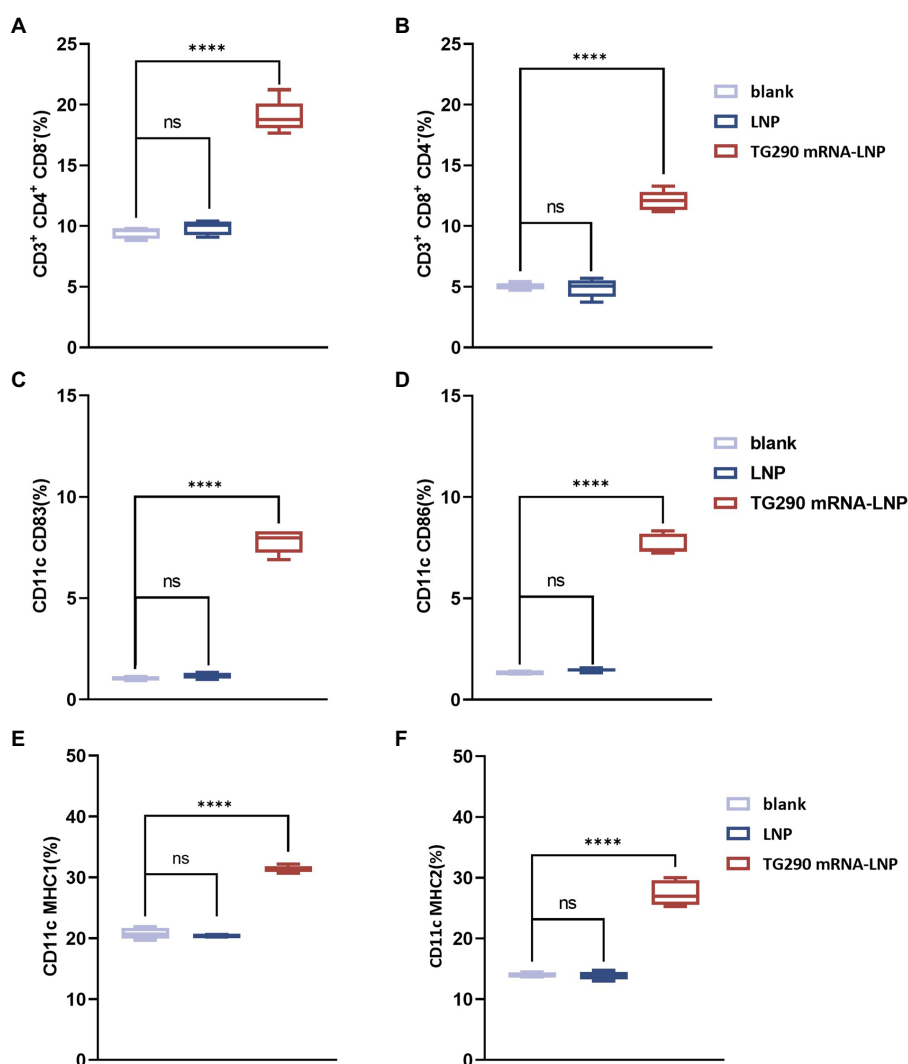 A
B
25
20
15
10
5
0
CD3⁺ CD4⁺ CD8⁻(%)
****
ns
25
20
15
10
5
0
CD3⁺ CD8⁺ CD4⁻(%)
****
ns
blank
LNP
TG290 mRNA-LNP
C
D
15
10
5
0
CD11c CD83(%)
****
ns
15
10
5
0
CD11c CD86(%)
****
ns
blank
LNP
TG290 mRNA-LNP
E
F
50
40
30
20
10
0
CD11c MHC1(%)
****
ns
50
40
30
20
10
0
CD11c MHC2(%)
****
ns
blank
LNP
TG290 mRNA-LNP